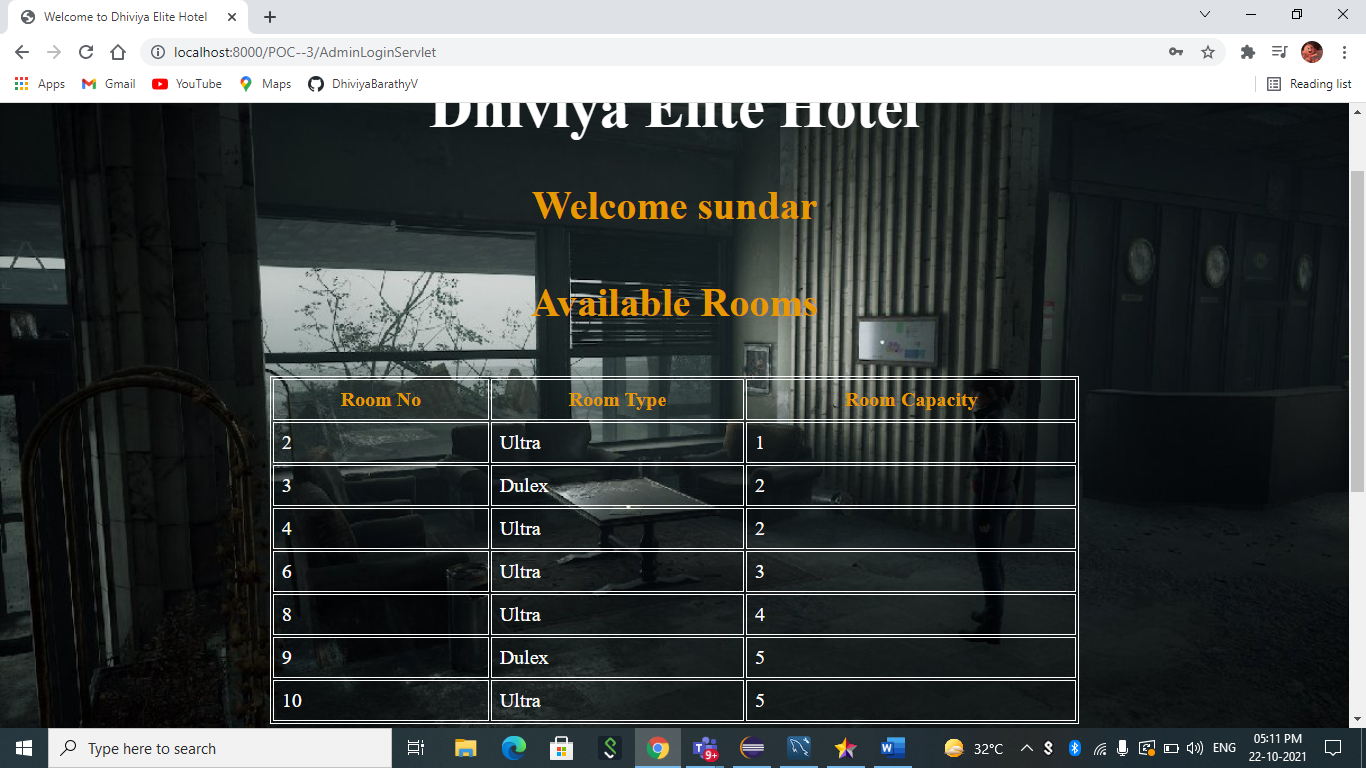 Welcome to Dhiviya Elite Hotel
localhost:8000/POC--3/AdminLoginServlet
Apps Gmail YouTube Maps DhiviyaBarathyV Reading list
Dhiviya Elite Hotel
Welcome sundar
Available Rooms
Room No Room Type Room Capacity
2 Ultra 1
3 Dulex 2
4 Ultra 2
6 Ultra 3
8 Ultra 4
9 Dulex 5
10 Ultra 5
Type here to search 9+ 32°C ENG 05:11 PM
22-10-2021